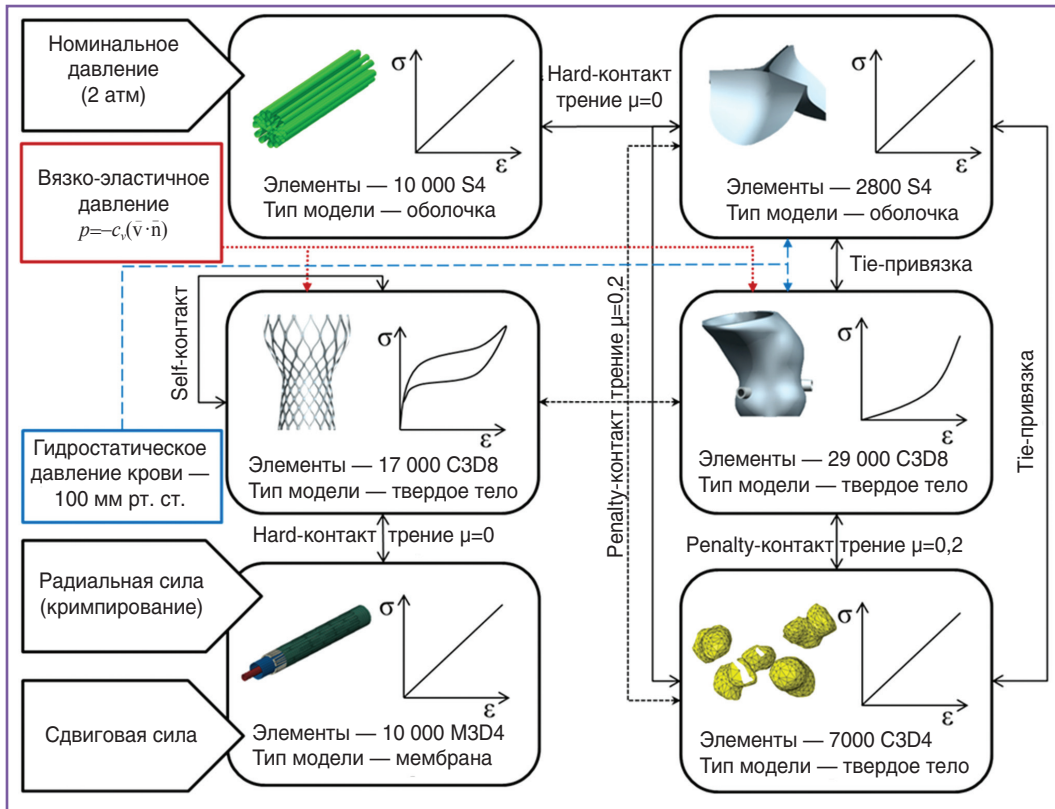 Номинальное
давление
(2 атм)
σ
ε
Элементы — 10 000 S4
Тип модели — оболочка
Hard-контакт
трение μ=0
σ
ε
Элементы — 2800 S4
Тип модели — оболочка
Вязко-эластичное
давление
p=−cᵥ(v̄·n̄)
Tie-привязка
Self-контакт
σ
ε
Элементы — 17 000 C3D8
Тип модели — твердое тело
Penalty-контакт трение μ=0,2
σ
ε
Элементы — 29 000 C3D8
Тип модели — твердое тело
Tie-привязка
Гидростатическое
давление крови —
100 мм рт. ст.
Hard-контакт трение μ=0
Penalty-контакт трение μ=0,2
Радиальная сила
(кримпирование)
Сдвиговая сила
σ
ε
Элементы — 10 000 M3D4
Тип модели — мембрана
σ
ε
Элементы — 7000 C3D4
Тип модели — твердое тело